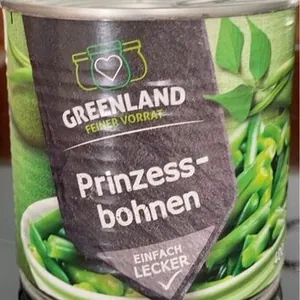 GREENLAND
FEINER VORRAT
Prinzess-
bohnen
EINFACH
LECKER